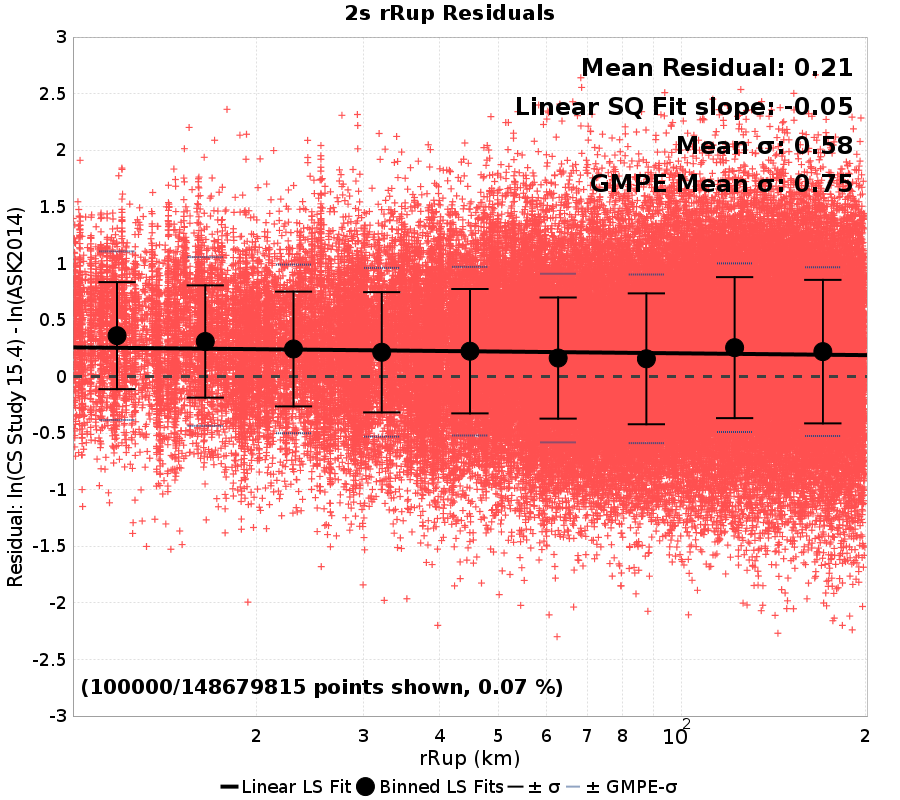 2s rRup Residuals
Mean Residual: 0.21
Linear SQ Fit slope: -0.05
Mean σ: 0.58
GMPE Mean σ: 0.75
Residual: ln(CS Study 15.4) - ln(ASK2014)
3
2.5
2
1.5
1
0.5
0
-0.5
-1
-1.5
-2
-2.5
-3
(100000/148679815 points shown, 0.07 %)
2 3 4 5 6 7 8 10² 2
rRup (km)
Linear LS Fit Binned LS Fits ± σ ± GMPE-σ